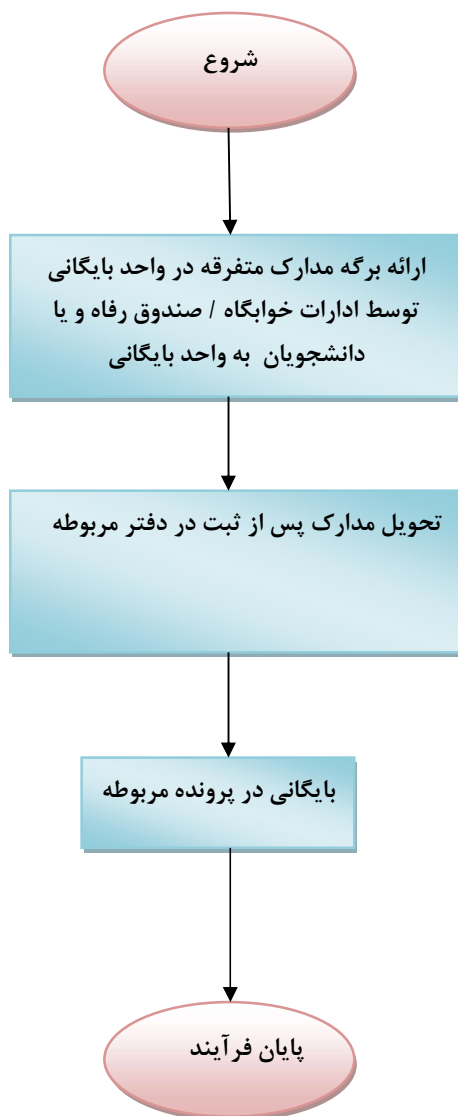 شروع
ارائه برگه مدارک متفرقه در واحد بایگانی
توسط ادارات خوابگاه / صندوق رفاه و یا
دانشجویان به واحد بایگانی
تحویل مدارک پس از ثبت در دفتر مربوطه
بایگانی در پرونده مربوطه
پایان فرآیند